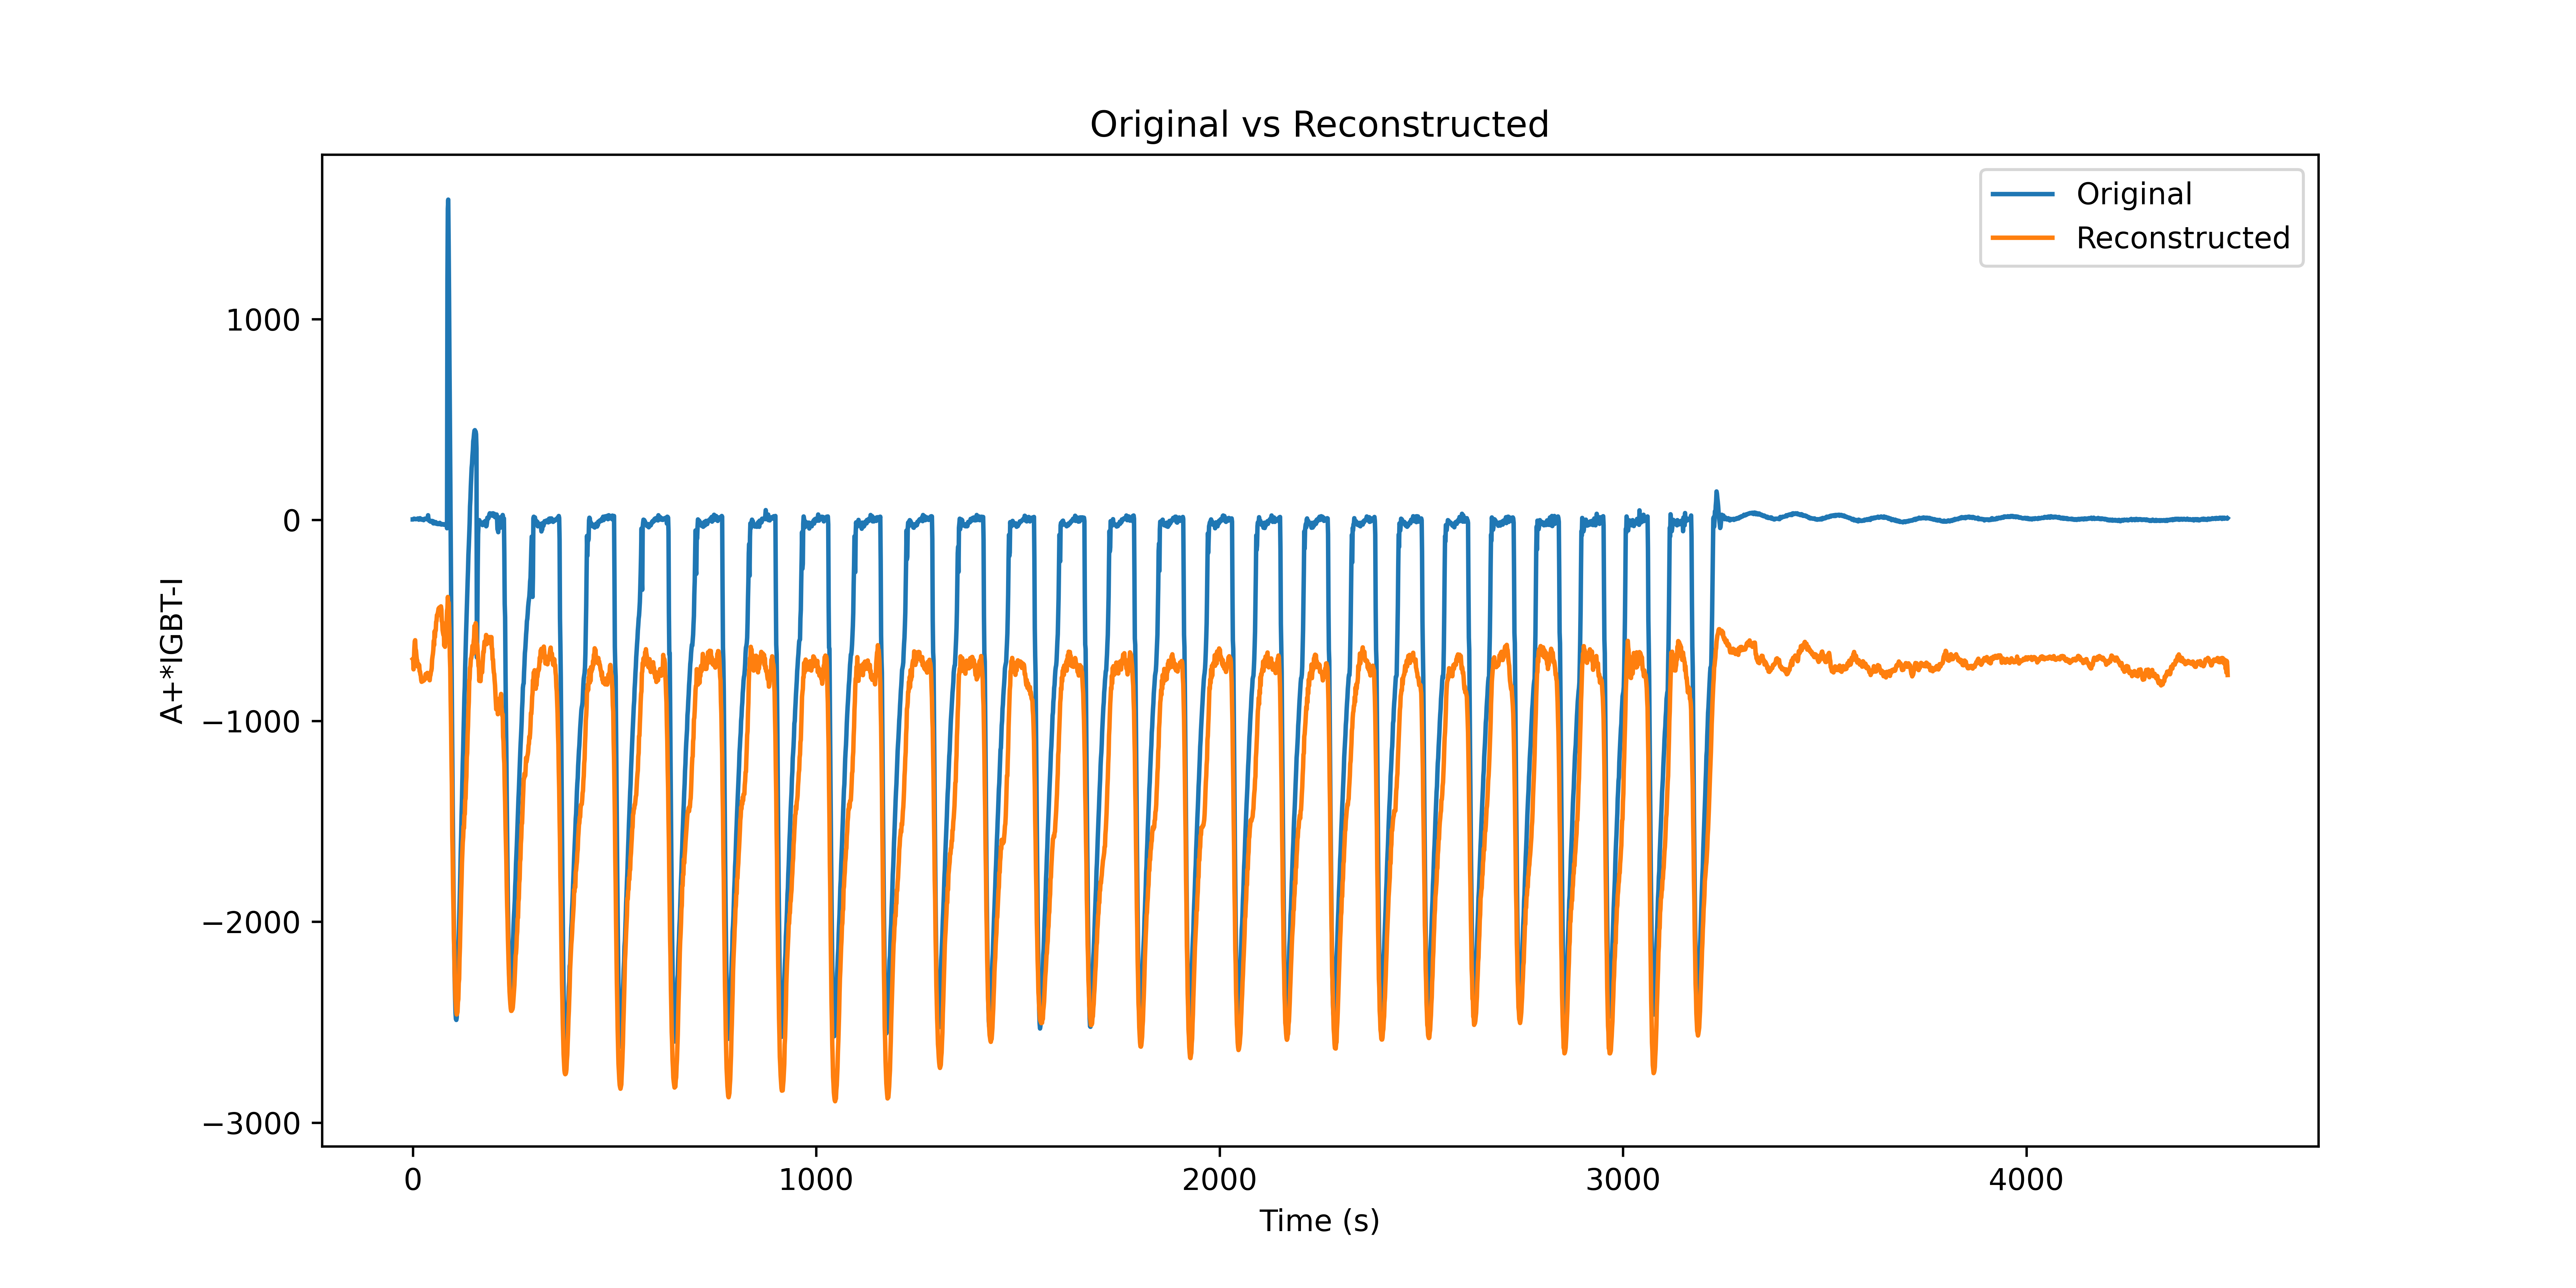 Original vs Reconstructed
Original
Reconstructed
A+*IGBT-I
1000
0
−1000
−2000
−3000
0
1000
2000
3000
4000
Time (s)